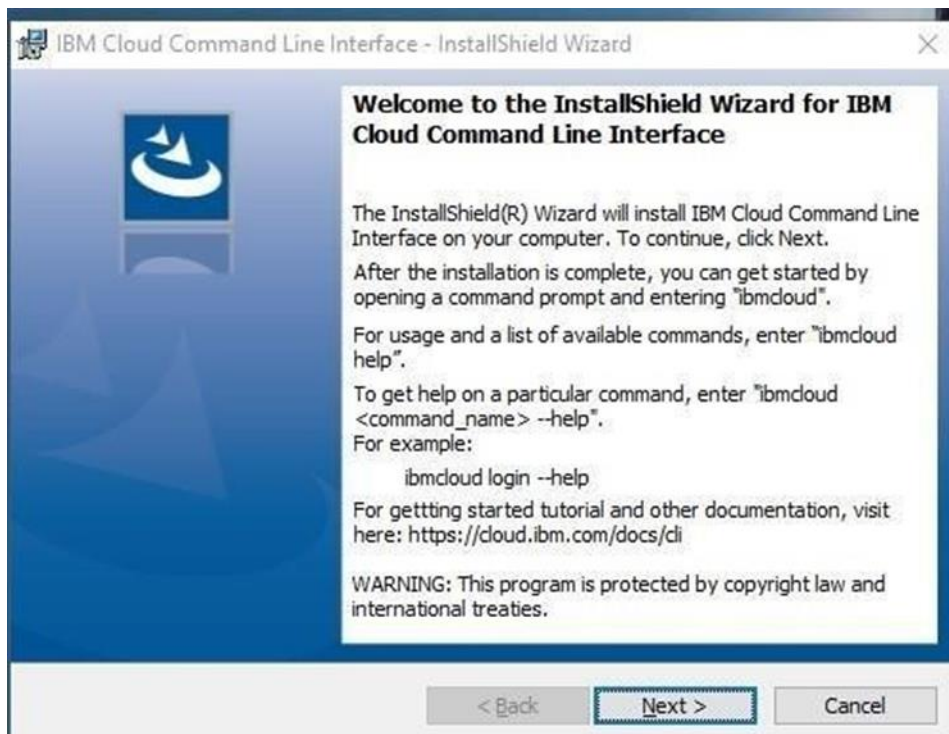 IBM Cloud Command Line Interface - InstallShield Wizard
Welcome to the InstallShield Wizard for IBM
Cloud Command Line Interface
The InstallShield(R) Wizard will install IBM Cloud Command Line
Interface on your computer. To continue, click Next.
After the installation is complete, you can get started by
opening a command prompt and entering "ibmcloud".
For usage and a list of available commands, enter "ibmcloud
help".
To get help on a particular command, enter "ibmcloud
<command_name> --help".
For example:
ibmcloud login --help
For gettting started tutorial and other documentation, visit
here: https://cloud.ibm.com/docs/cli
WARNING: This program is protected by copyright law and
international treaties.
< Back
Next >
Cancel